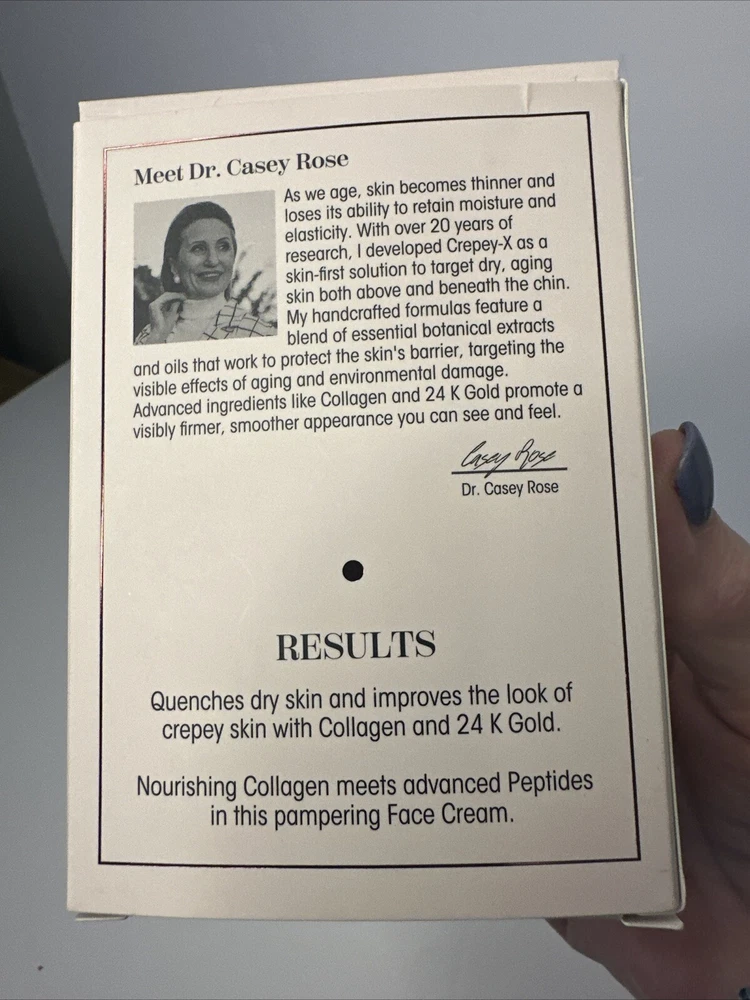 Meet Dr. Casey Rose
As we age, skin becomes thinner and
loses its ability to retain moisture and
elasticity. With over 20 years of
research, I developed Crepey-X as a
skin-first solution to target dry, aging
skin both above and beneath the chin.
My handcrafted formulas feature a
blend of essential botanical extracts
and oils that work to protect the skin's barrier, targeting the
visible effects of aging and environmental damage.
Advanced ingredients like Collagen and 24 K Gold promote a
visibly firmer, smoother appearance you can see and feel.
Casey Rose
Dr. Casey Rose
RESULTS
Quenches dry skin and improves the look of
crepey skin with Collagen and 24 K Gold.
Nourishing Collagen meets advanced Peptides
in this pampering Face Cream.